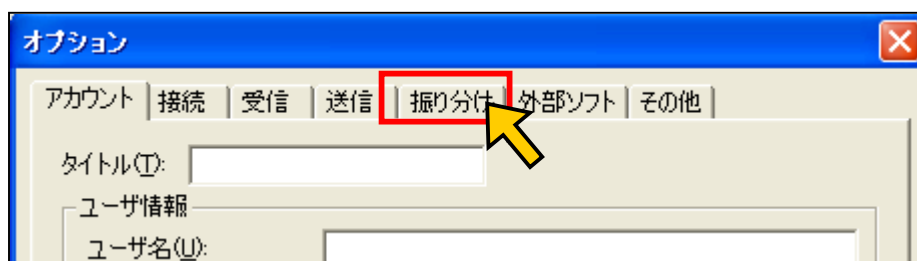 オプション
アカウント 接続 受信 送信 振り分け 外部ソフト その他
タイトル(T):
ユーザ情報
ユーザ名(U):